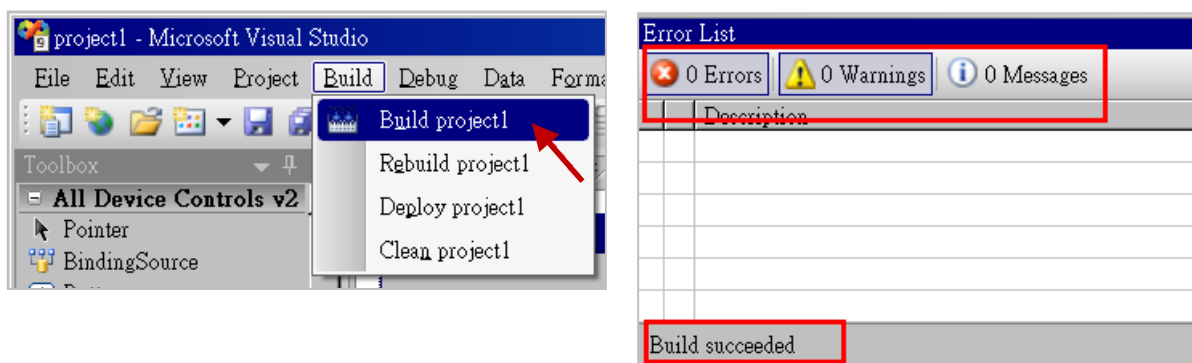 project1 - Microsoft Visual Studio
File Edit View Project Build Debug Data Forma
Build project1
Rebuild project1
Deploy project1
Clean project1
Toolbox
All Device Controls v2
Pointer
BindingSource
Error List
0 Errors 0 Warnings 0 Messages
Description
Build succeeded